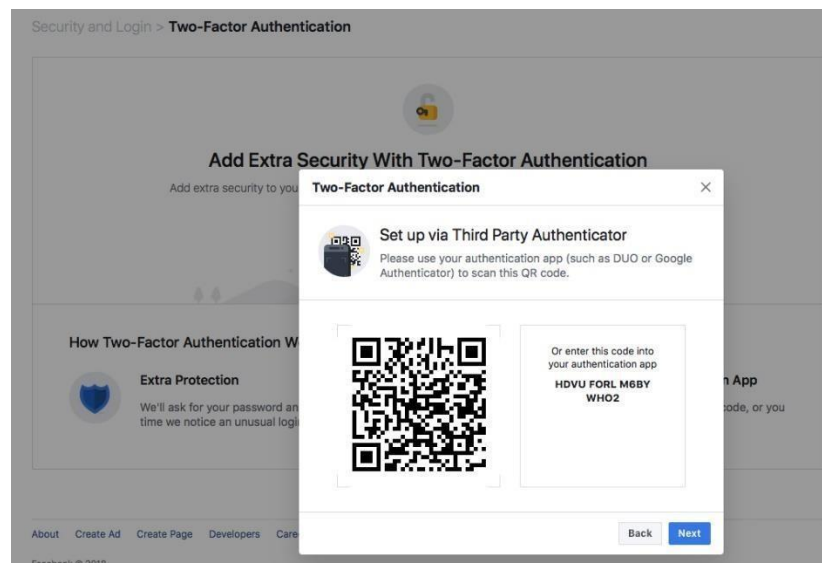 Security and Login > Two-Factor Authentication
Add Extra Security With Two-Factor Authentication
Add extra security to you
Two-Factor Authentication
Set up via Third Party Authenticator
Please use your authentication app (such as DUO or Google
Authenticator) to scan this QR code.
How Two-Factor Authentication W
Extra Protection
We'll ask for your password an
time we notice an unusual logi
Or enter this code into
your authentication app
HDVU FORL M6BY
WHO2
n App
code, or you
Back
Next
About Create Ad Create Page Developers Care
Facebook © 2018